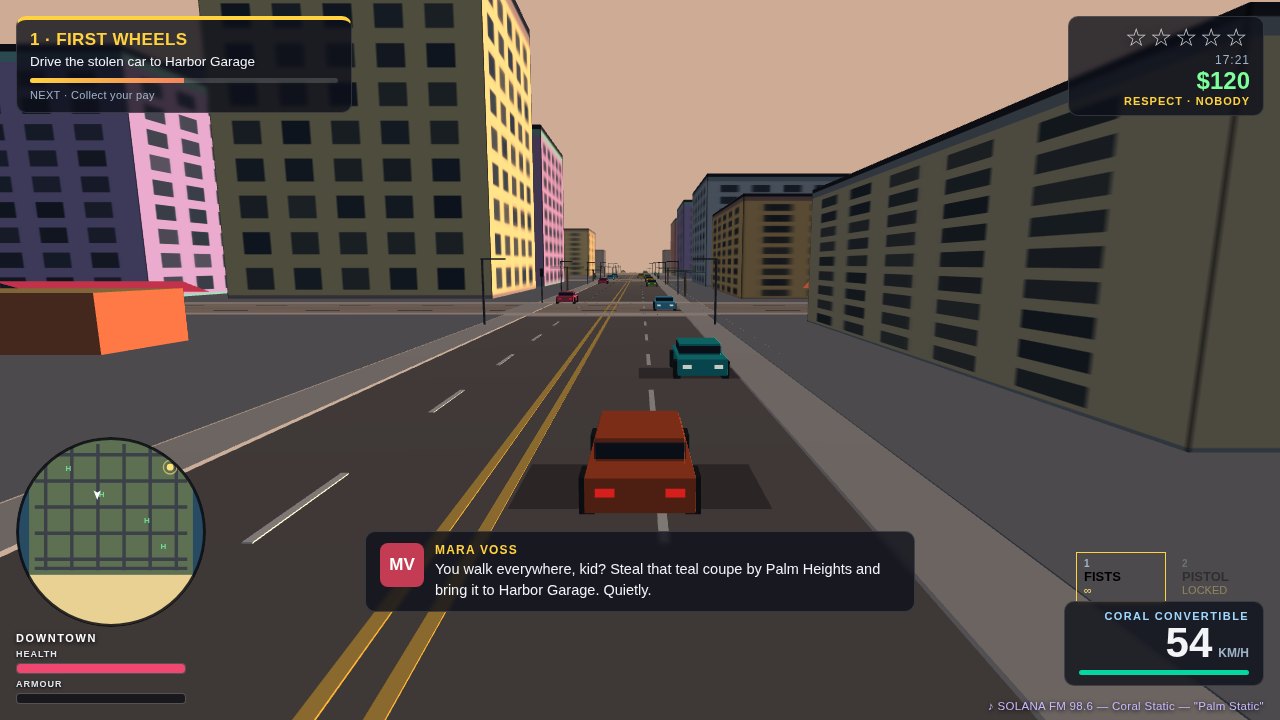 1 · FIRST WHEELS
Drive the stolen car to Harbor Garage
NEXT · Collect your pay
☆☆☆☆☆
17:21
$120
RESPECT · NOBODY
H
H
H
H
MV
MARA VOSS
You walk everywhere, kid? Steal that teal coupe by Palm Heights and
bring it to Harbor Garage. Quietly.
DOWNTOWN
HEALTH
ARMOUR
1
FISTS
∞
2
PISTOL
LOCKED
CORAL CONVERTIBLE
54 KM/H
♪ SOLANA FM 98.6 — Coral Static — "Palm Static"